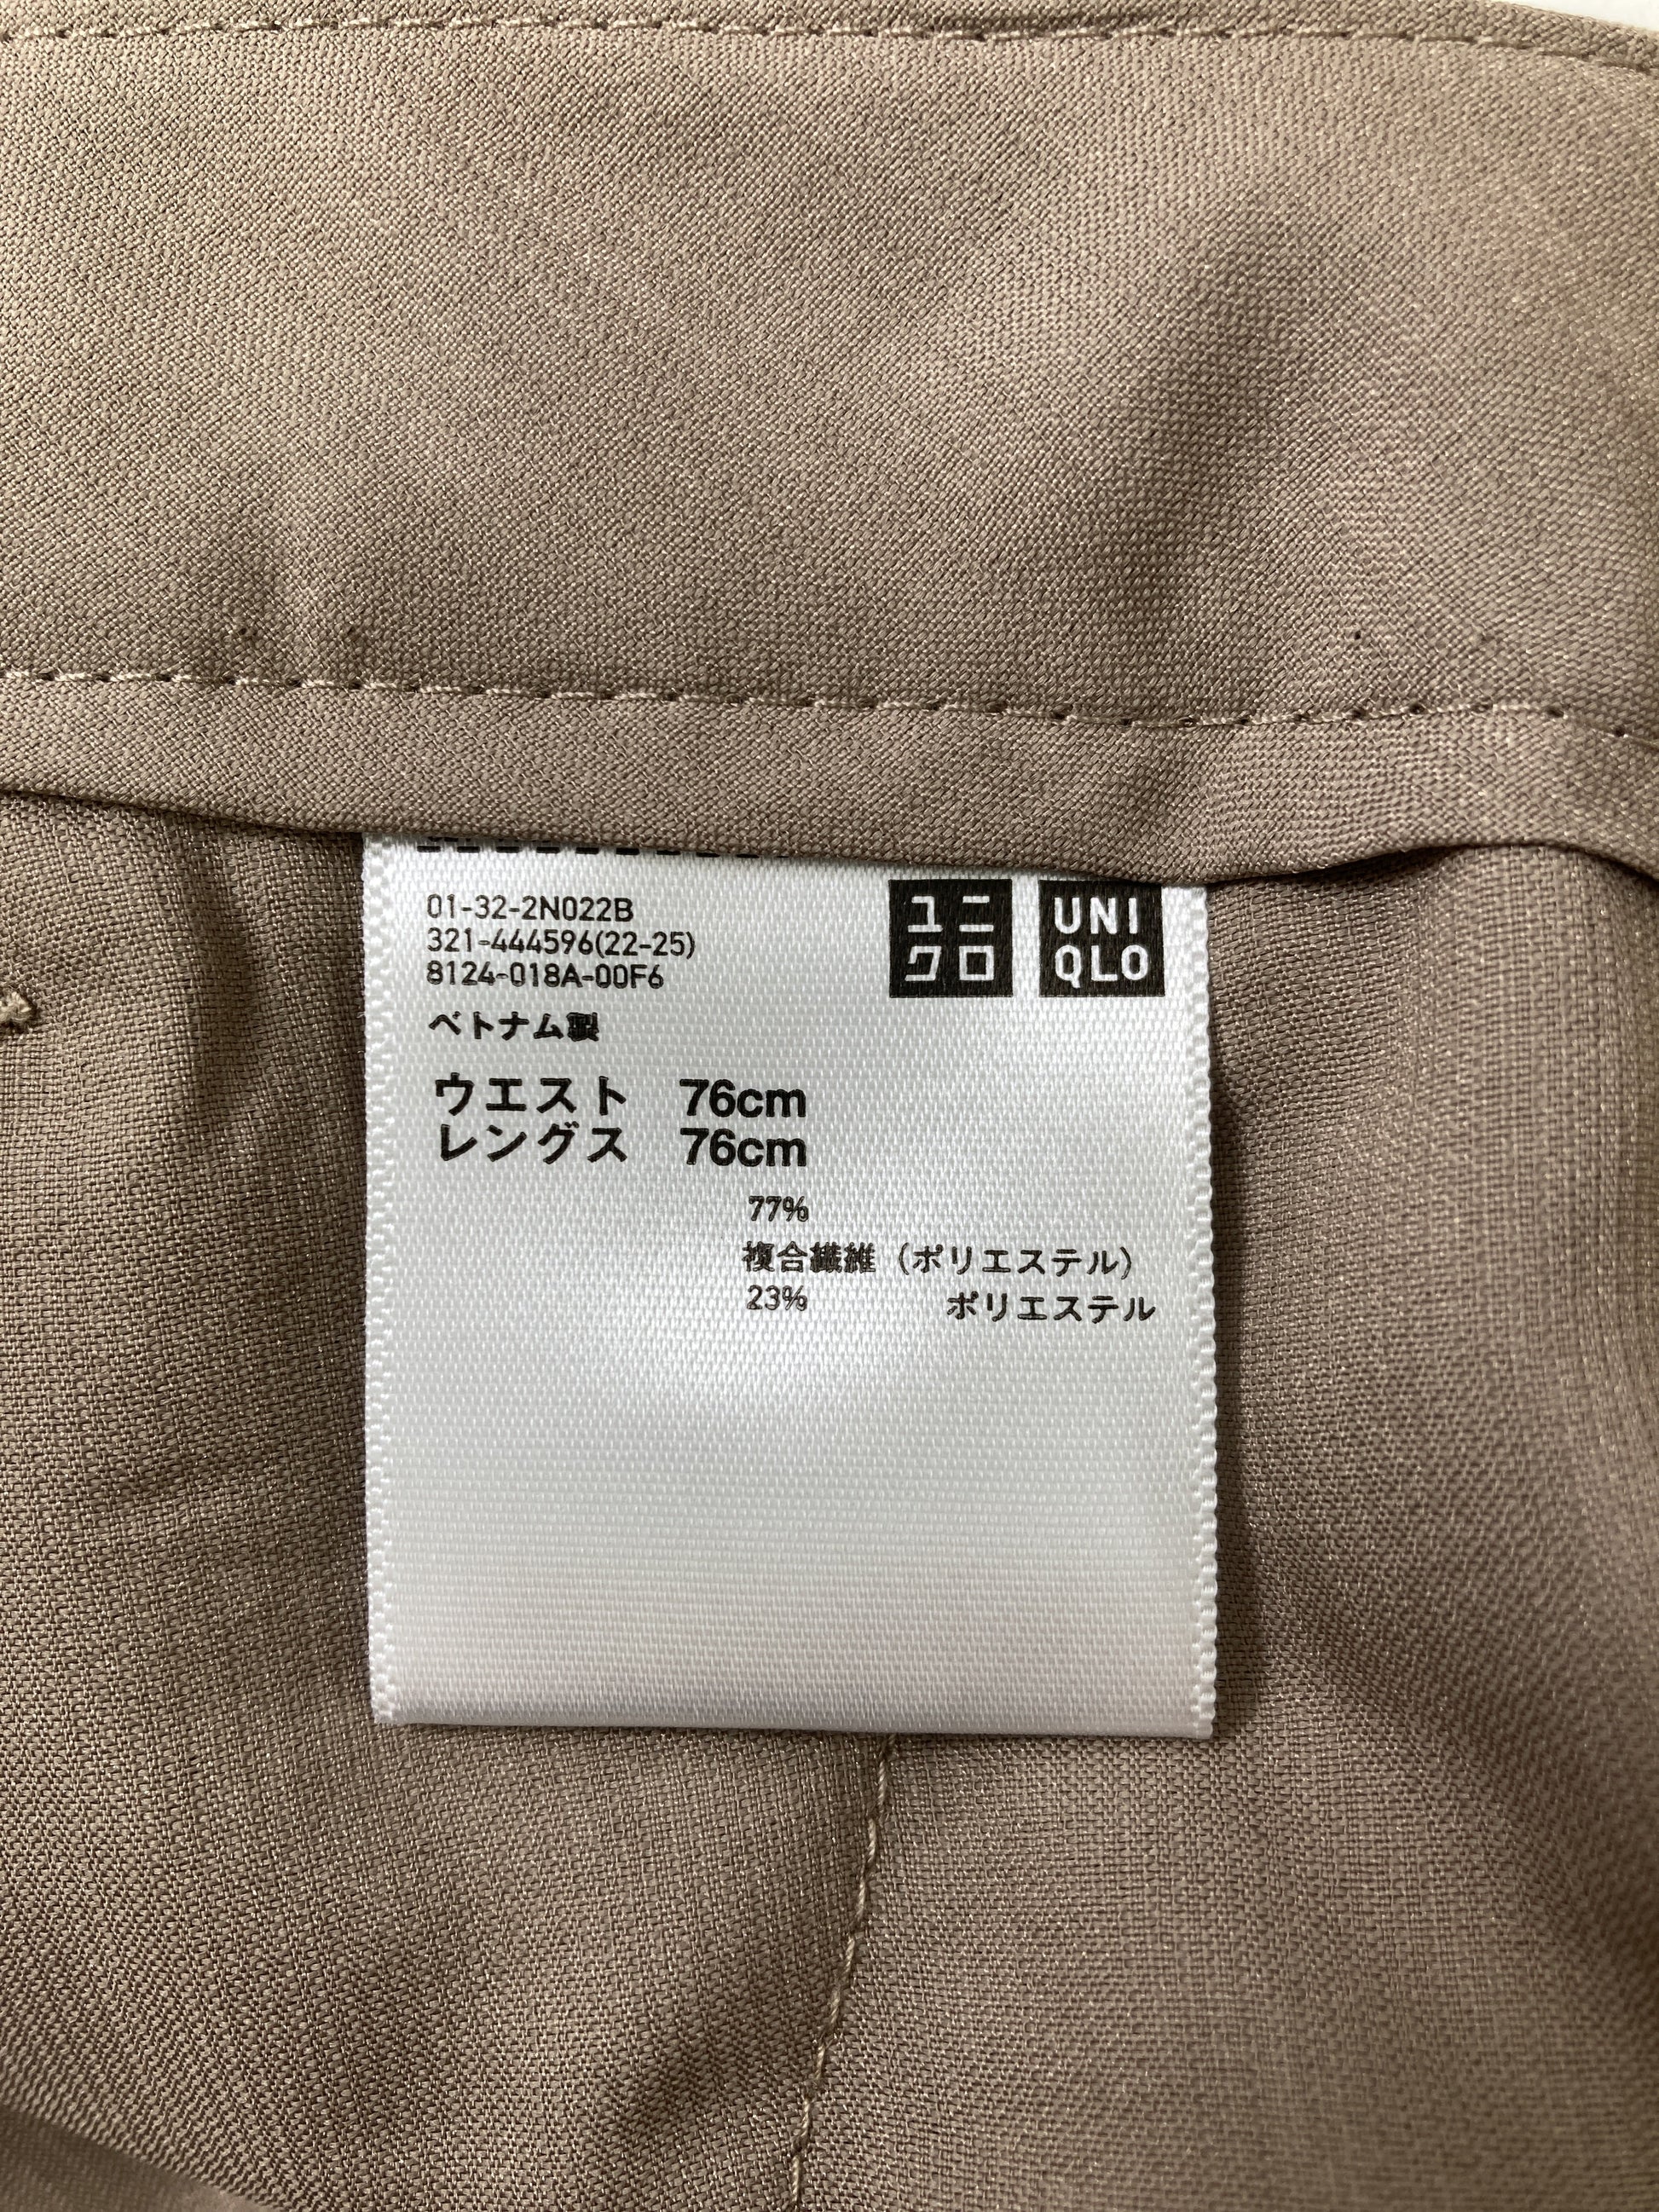 01-32-2N022B
321-444596(22-25)
8124-018A-00F6
ユニ
クロ
UNI
QLO
ベトナム製
ウエスト 76cm
レングス 76cm
77%
複合繊維（ポリエステル）
23% ポリエステル